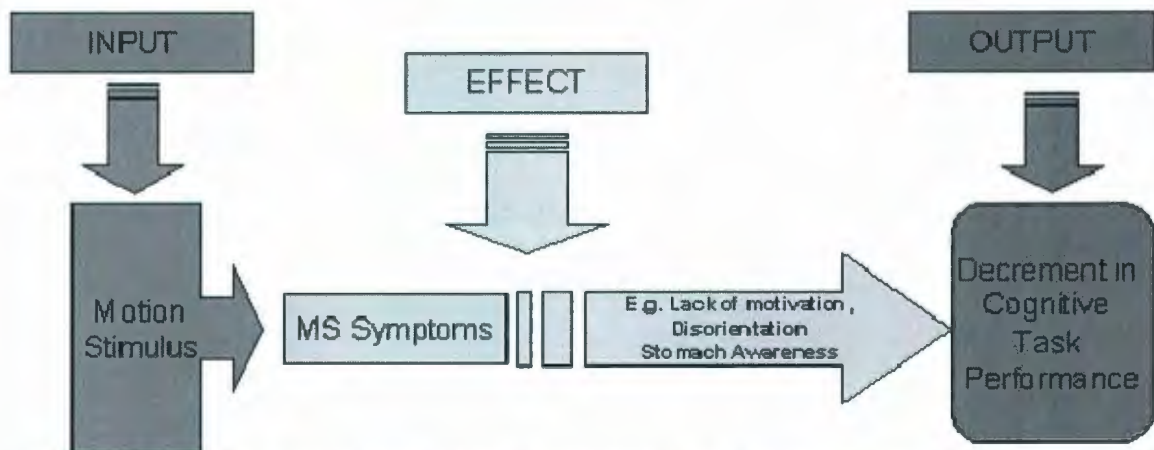 INPUT
EFFECT
OUTPUT
Motion
Stimulus
MS Symptoms
E.g. Lack of motivation,
Disorientation
Stomach Awareness
Decrement in
Cognitive
Task
Performance